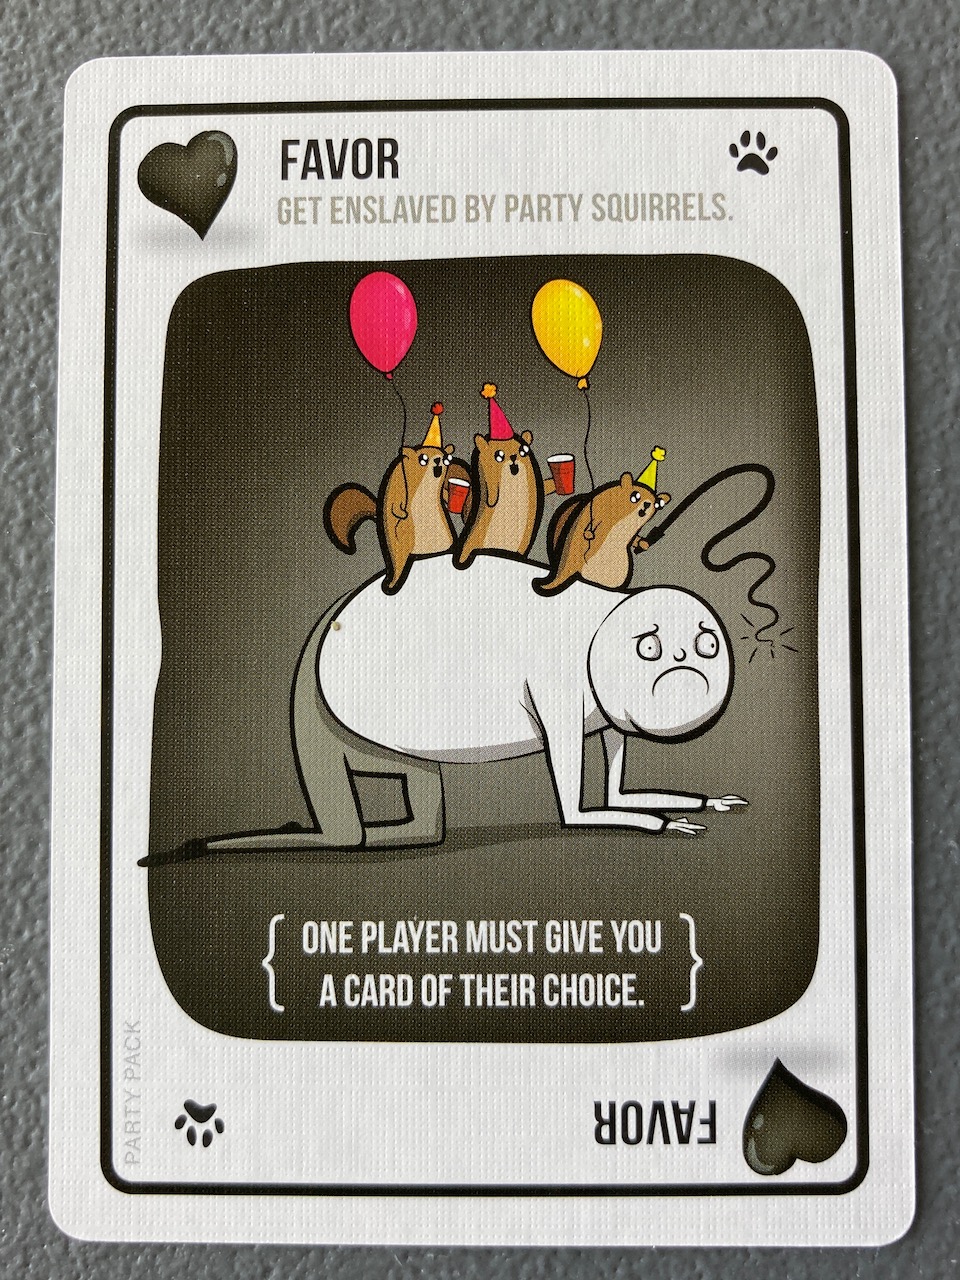 FAVOR
GET ENSLAVED BY PARTY SQUIRRELS.
ONE PLAYER MUST GIVE YOU
A CARD OF THEIR CHOICE.
PARTY PACK
FAVOR